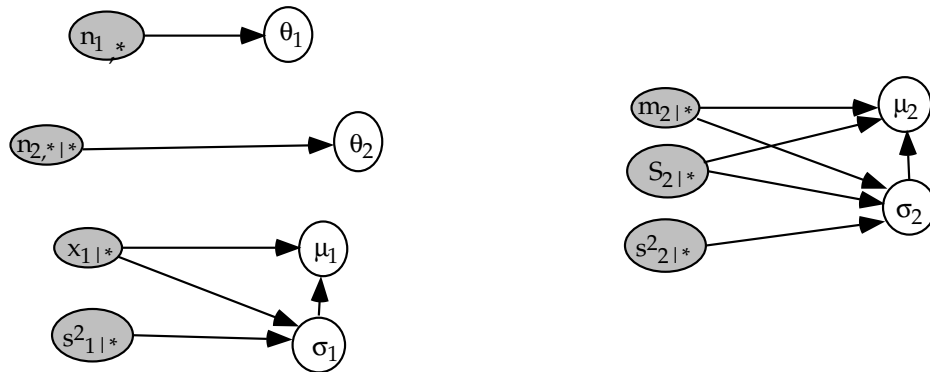 n₁,* θ₁
n₂,*|* θ₂
x₁|* μ₁
s²₁|* σ₁
m₂|* μ₂
S₂|*
s²₂|* σ₂